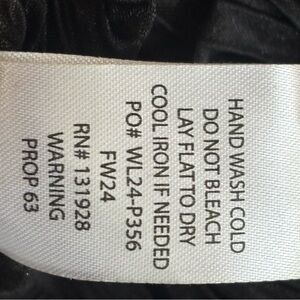 HAND WASH COLD
DO NOT BLEACH
LAY FLAT TO DRY
COOL IRON IF NEEDED
PO# WL24-P356
FW24
RN# 131928
WARNING
PROP 63